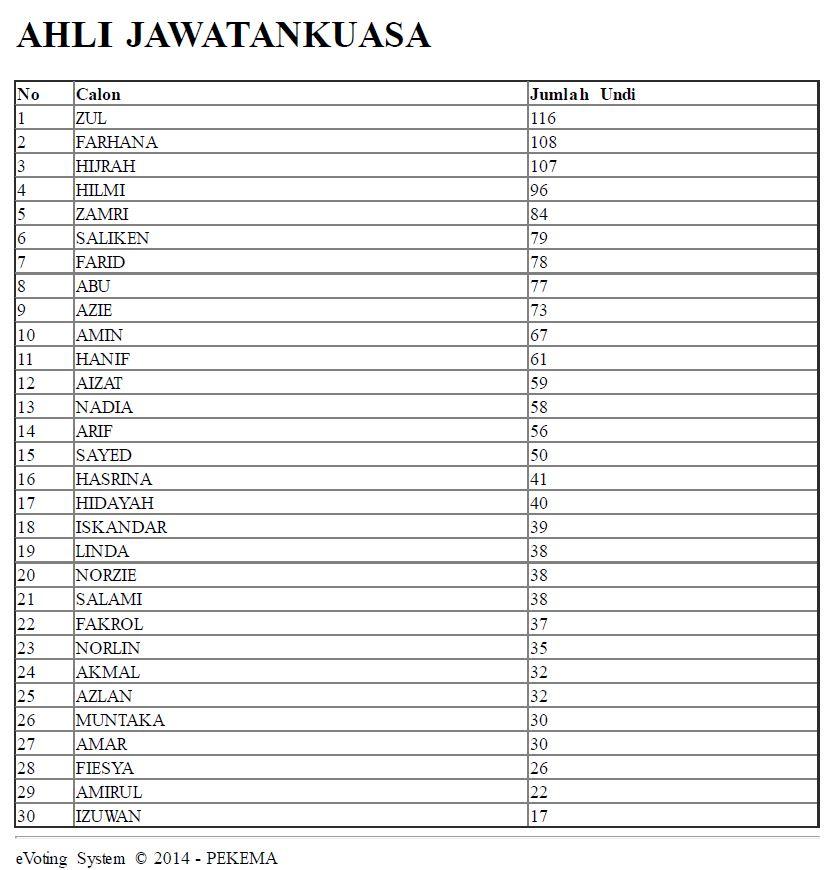 AHLI JAWATANKUASA
No Calon Jumlah Undi
1 ZUL 116
2 FARHANA 108
3 HIJRAH 107
4 HILMI 96
5 ZAMRI 84
6 SALIKEN 79
7 FARID 78
8 ABU 77
9 AZIE 73
10 AMIN 67
11 HANIF 61
12 AIZAT 59
13 NADIA 58
14 ARIF 56
15 SAYED 50
16 HASRINA 41
17 HIDAYAH 40
18 ISKANDAR 39
19 LINDA 38
20 NORZIE 38
21 SALAMI 38
22 FAKROL 37
23 NORLIN 35
24 AKMAL 32
25 AZLAN 32
26 MUNTAKA 30
27 AMAR 30
28 FIESYA 26
29 AMIRUL 22
30 IZUWAN 17
eVoting System © 2014 - PEKEMA